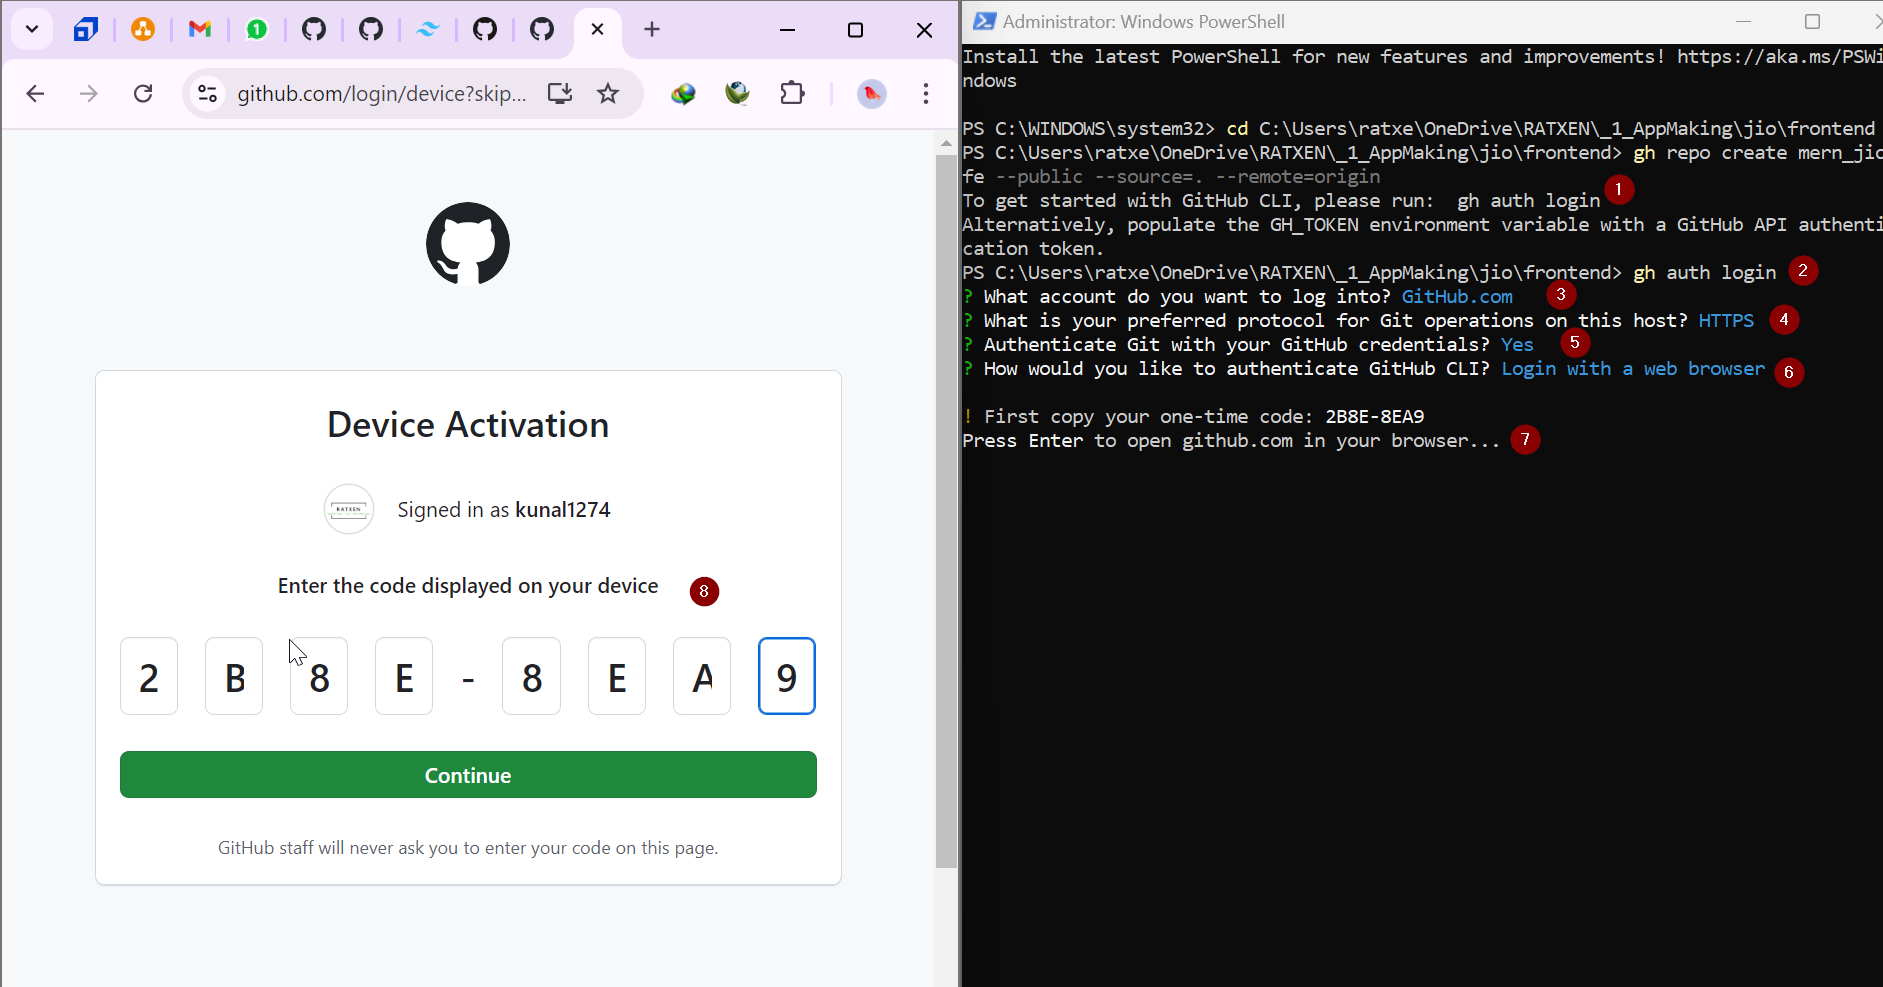 1
github.com/login/device?skip...
Device Activation
RATXEN
Signed in as kunal1274
Enter the code displayed on your device
8
2 B 8 E - 8 E A 9
Continue
GitHub staff will never ask you to enter your code on this page.
Administrator: Windows PowerShell
Install the latest PowerShell for new features and improvements! https://aka.ms/PSWi
ndows
PS C:\WINDOWS\system32> cd C:\Users\ratxe\OneDrive\RATXEN\_1_AppMaking\jio\frontend
PS C:\Users\ratxe\OneDrive\RATXEN\_1_AppMaking\jio\frontend> gh repo create mern_jio
fe --public --source=. --remote=origin
To get started with GitHub CLI, please run:  gh auth login 1
Alternatively, populate the GH_TOKEN environment variable with a GitHub API authenti
cation token.
PS C:\Users\ratxe\OneDrive\RATXEN\_1_AppMaking\jio\frontend> gh auth login 2
? What account do you want to log into? GitHub.com 3
? What is your preferred protocol for Git operations on this host? HTTPS 4
? Authenticate Git with your GitHub credentials? Yes 5
? How would you like to authenticate GitHub CLI? Login with a web browser 6
! First copy your one-time code: 2B8E-8EA9
Press Enter to open github.com in your browser... 7